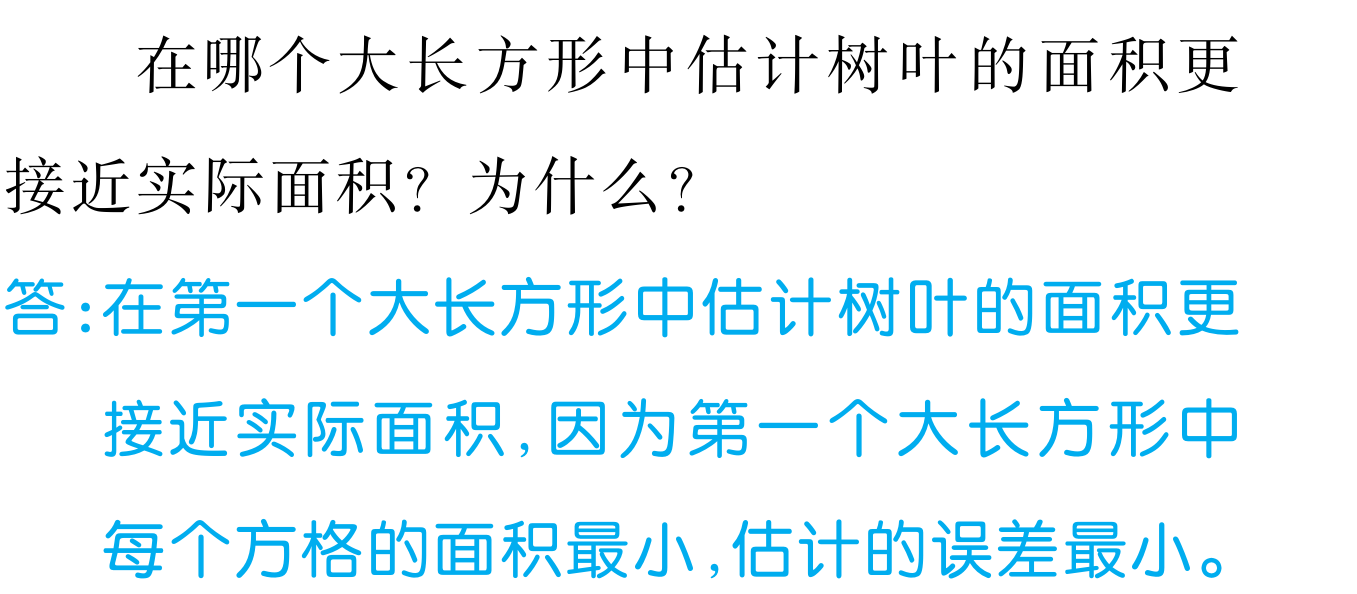 在哪个大长方形中估计树叶的面积更
接近实际面积？为什么？
答：在第一个大长方形中估计树叶的面积更
接近实际面积，因为第一个大长方形中
每个方格的面积最小，估计的误差最小。